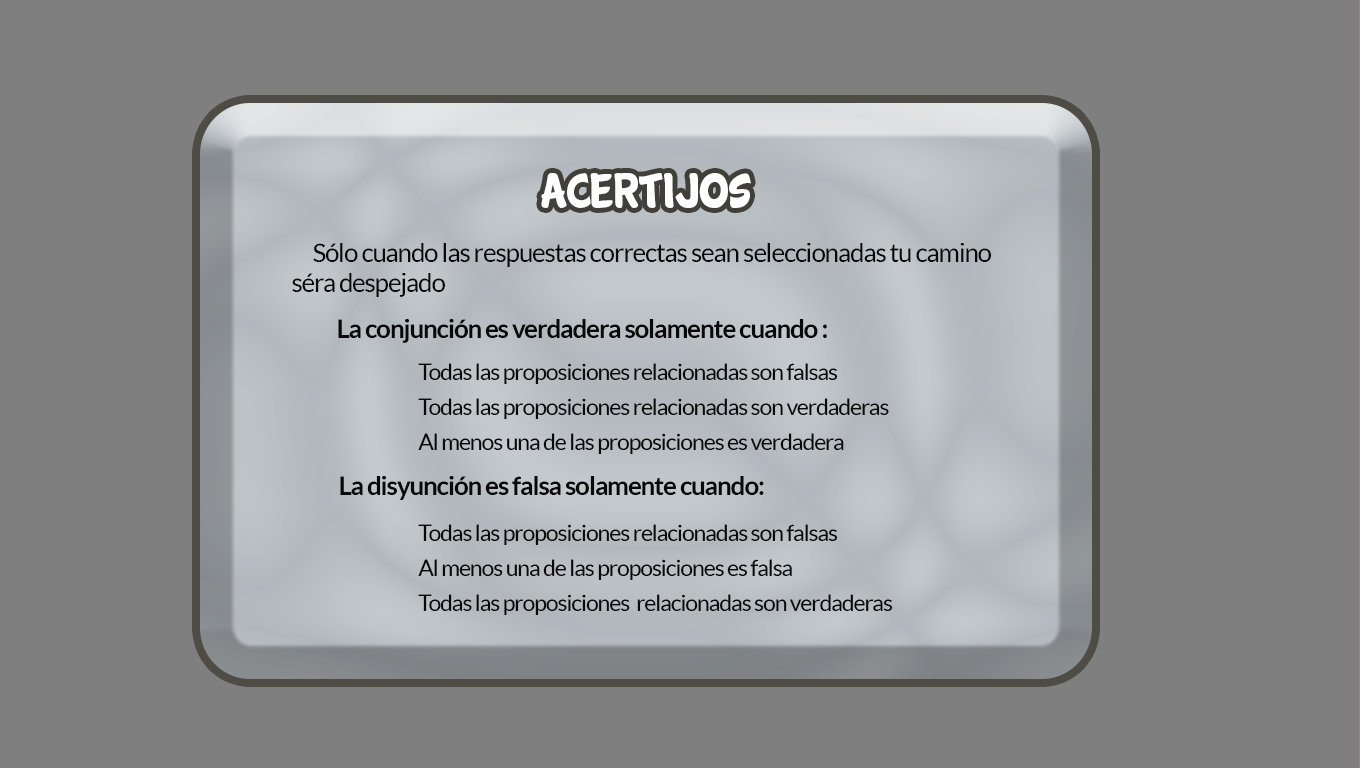 ACERTIJOS
Sólo cuando las respuestas correctas sean seleccionadas tu camino
séra despejado
La conjunción es verdadera solamente cuando :
Todas las proposiciones relacionadas son falsas
Todas las proposiciones relacionadas son verdaderas
Al menos una de las proposiciones es verdadera
La disyunción es falsa solamente cuando:
Todas las proposiciones relacionadas son falsas
Al menos una de las proposiciones es falsa
Todas las proposiciones relacionadas son verdaderas